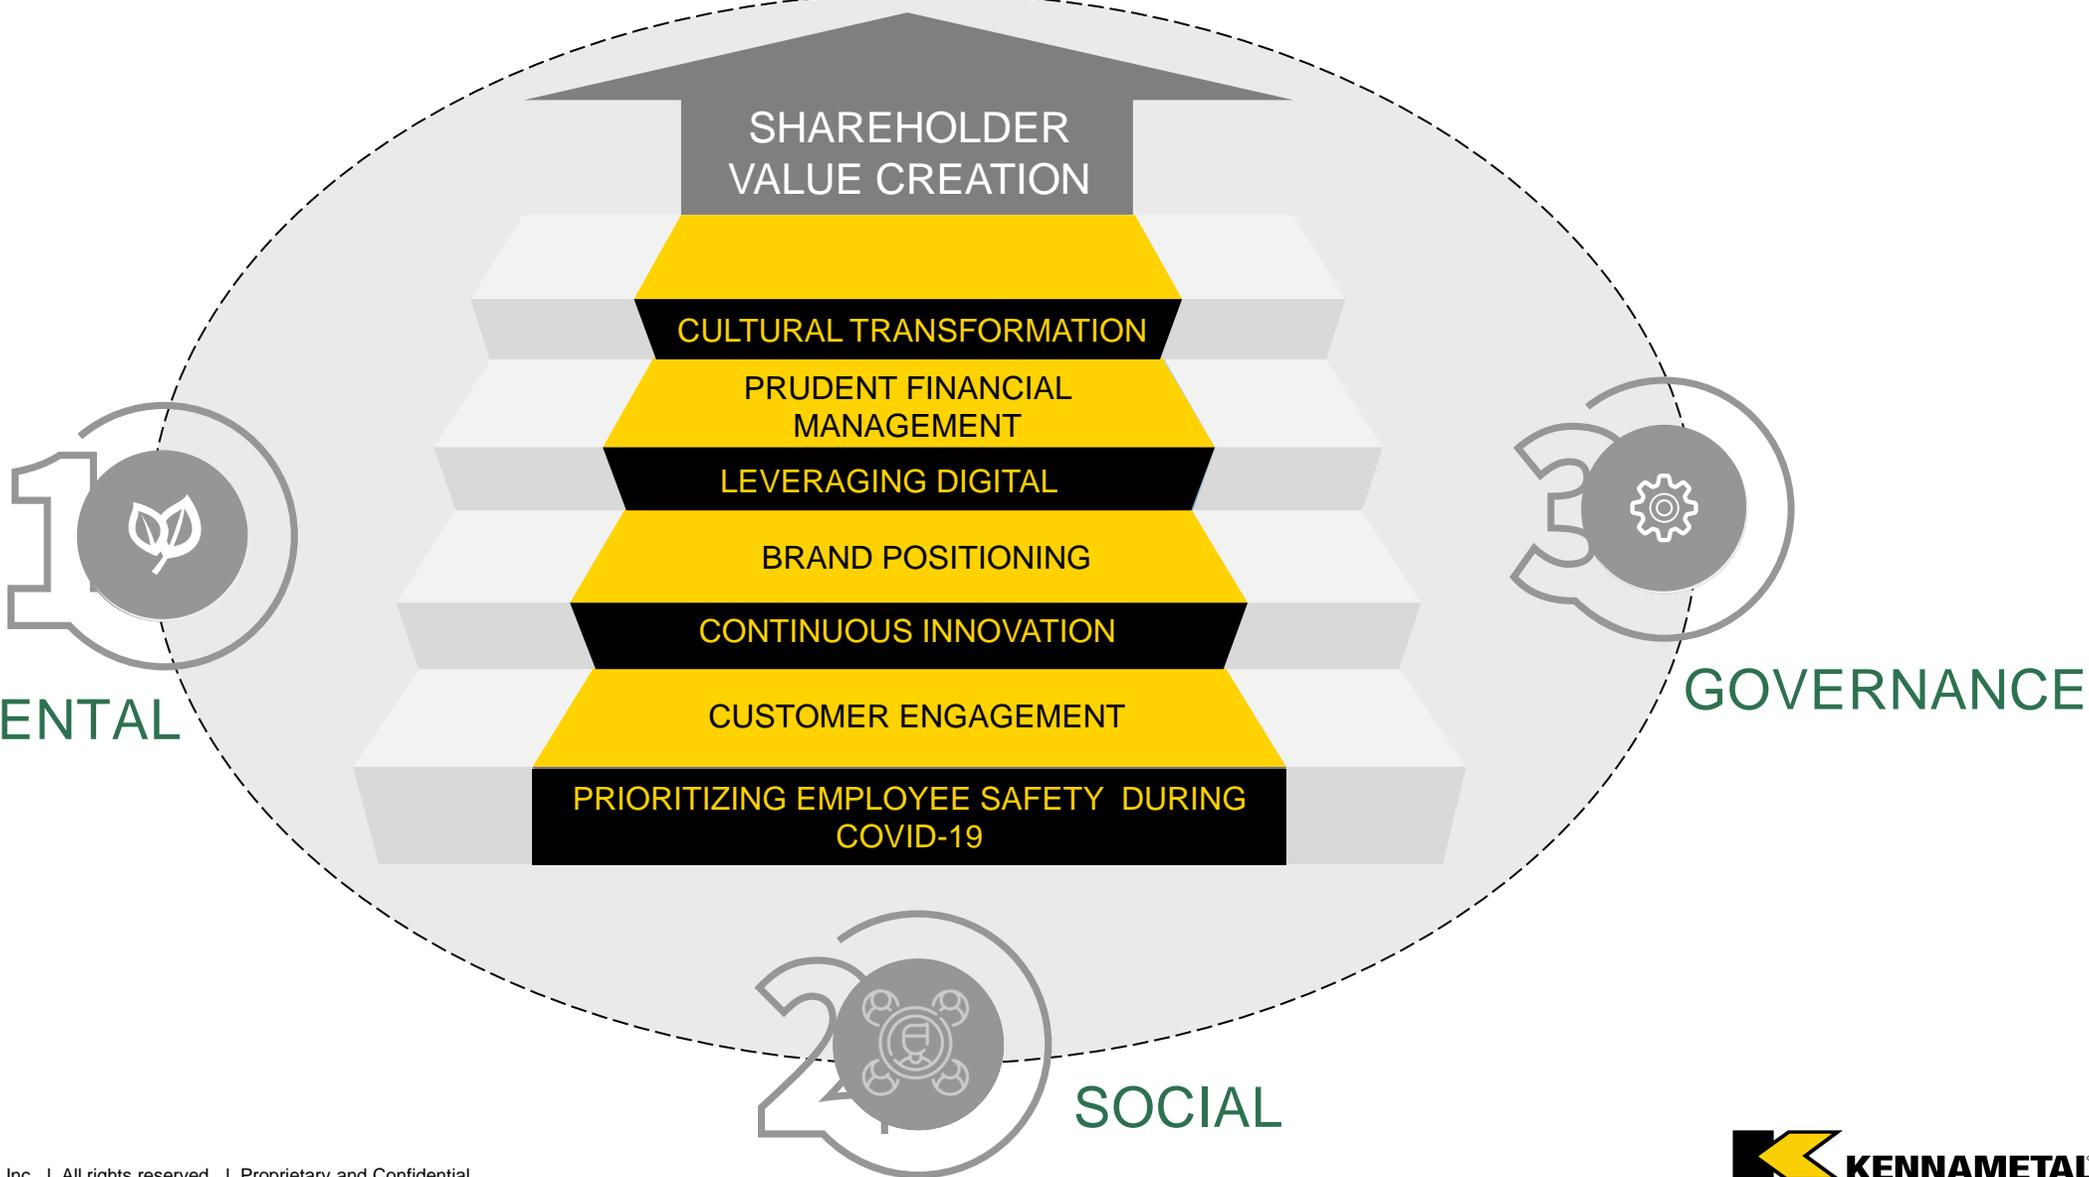 SHAREHOLDER
VALUE CREATION
CULTURAL TRANSFORMATION
PRUDENT FINANCIAL
MANAGEMENT
LEVERAGING DIGITAL
BRAND POSITIONING
CONTINUOUS INNOVATION
CUSTOMER ENGAGEMENT
PRIORITIZING EMPLOYEE SAFETY DURING
COVID-19
1
ENTAL
3
GOVERNANCE
2
SOCIAL
Inc. | All rights reserved. | Proprietary and Confidential
KENNAMETAL